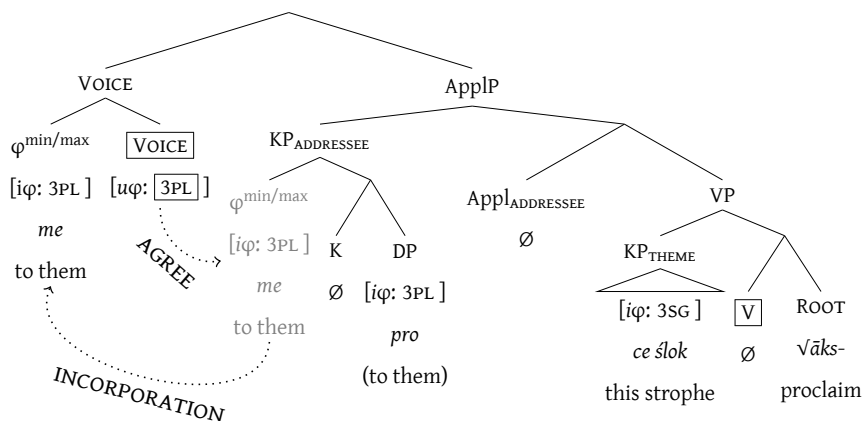 VOICE ApplP
φmin/max VOICE KPADDRESSEE
[iφ: 3PL ] [uφ: 3PL ] φmin/max ApplADDRESSEE VP
me [iφ: 3PL ] K DP Ø KPTHEME
to them AGREE me Ø [iφ: 3PL ] [iφ: 3SG ] V ROOT
to them pro ce ślok Ø √āks-
INCORPORATION (to them) this strophe proclaim